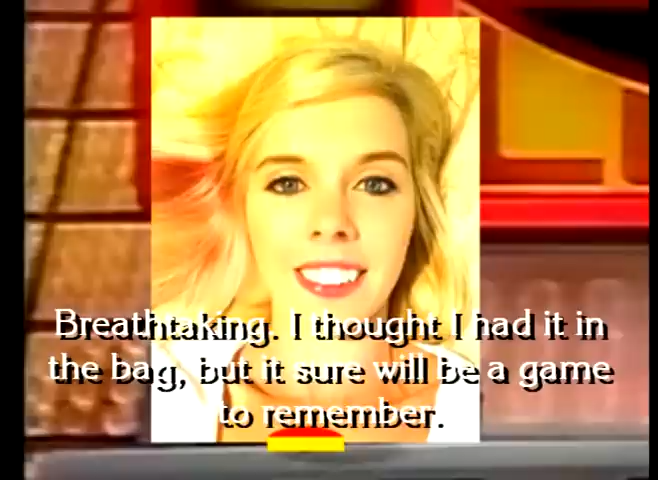 Breathtaking. I thought I had it in
the bag, but it sure will be a game
to remember.